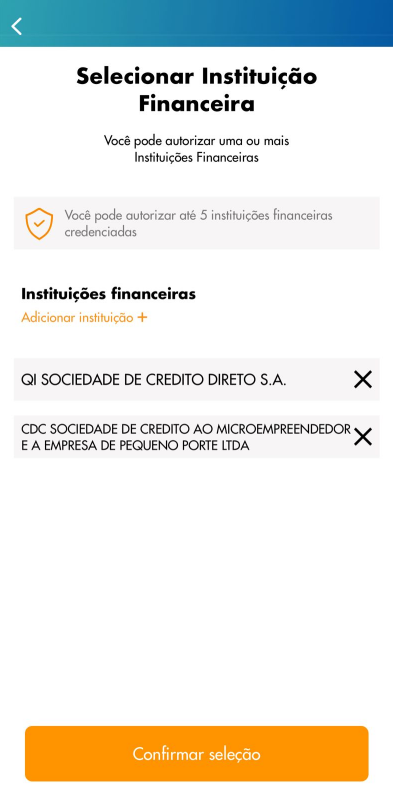 Selecionar Instituição
Financeira
Você pode autorizar uma ou mais
Instituições Financeiras
Você pode autorizar até 5 instituições financeiras
credenciadas
Instituições financeiras
Adicionar instituição +
QI SOCIEDADE DE CREDITO DIRETO S.A.
CDC SOCIEDADE DE CREDITO AO MICROEMPREENDEDOR
E A EMPRESA DE PEQUENO PORTE LTDA
Confirmar seleção